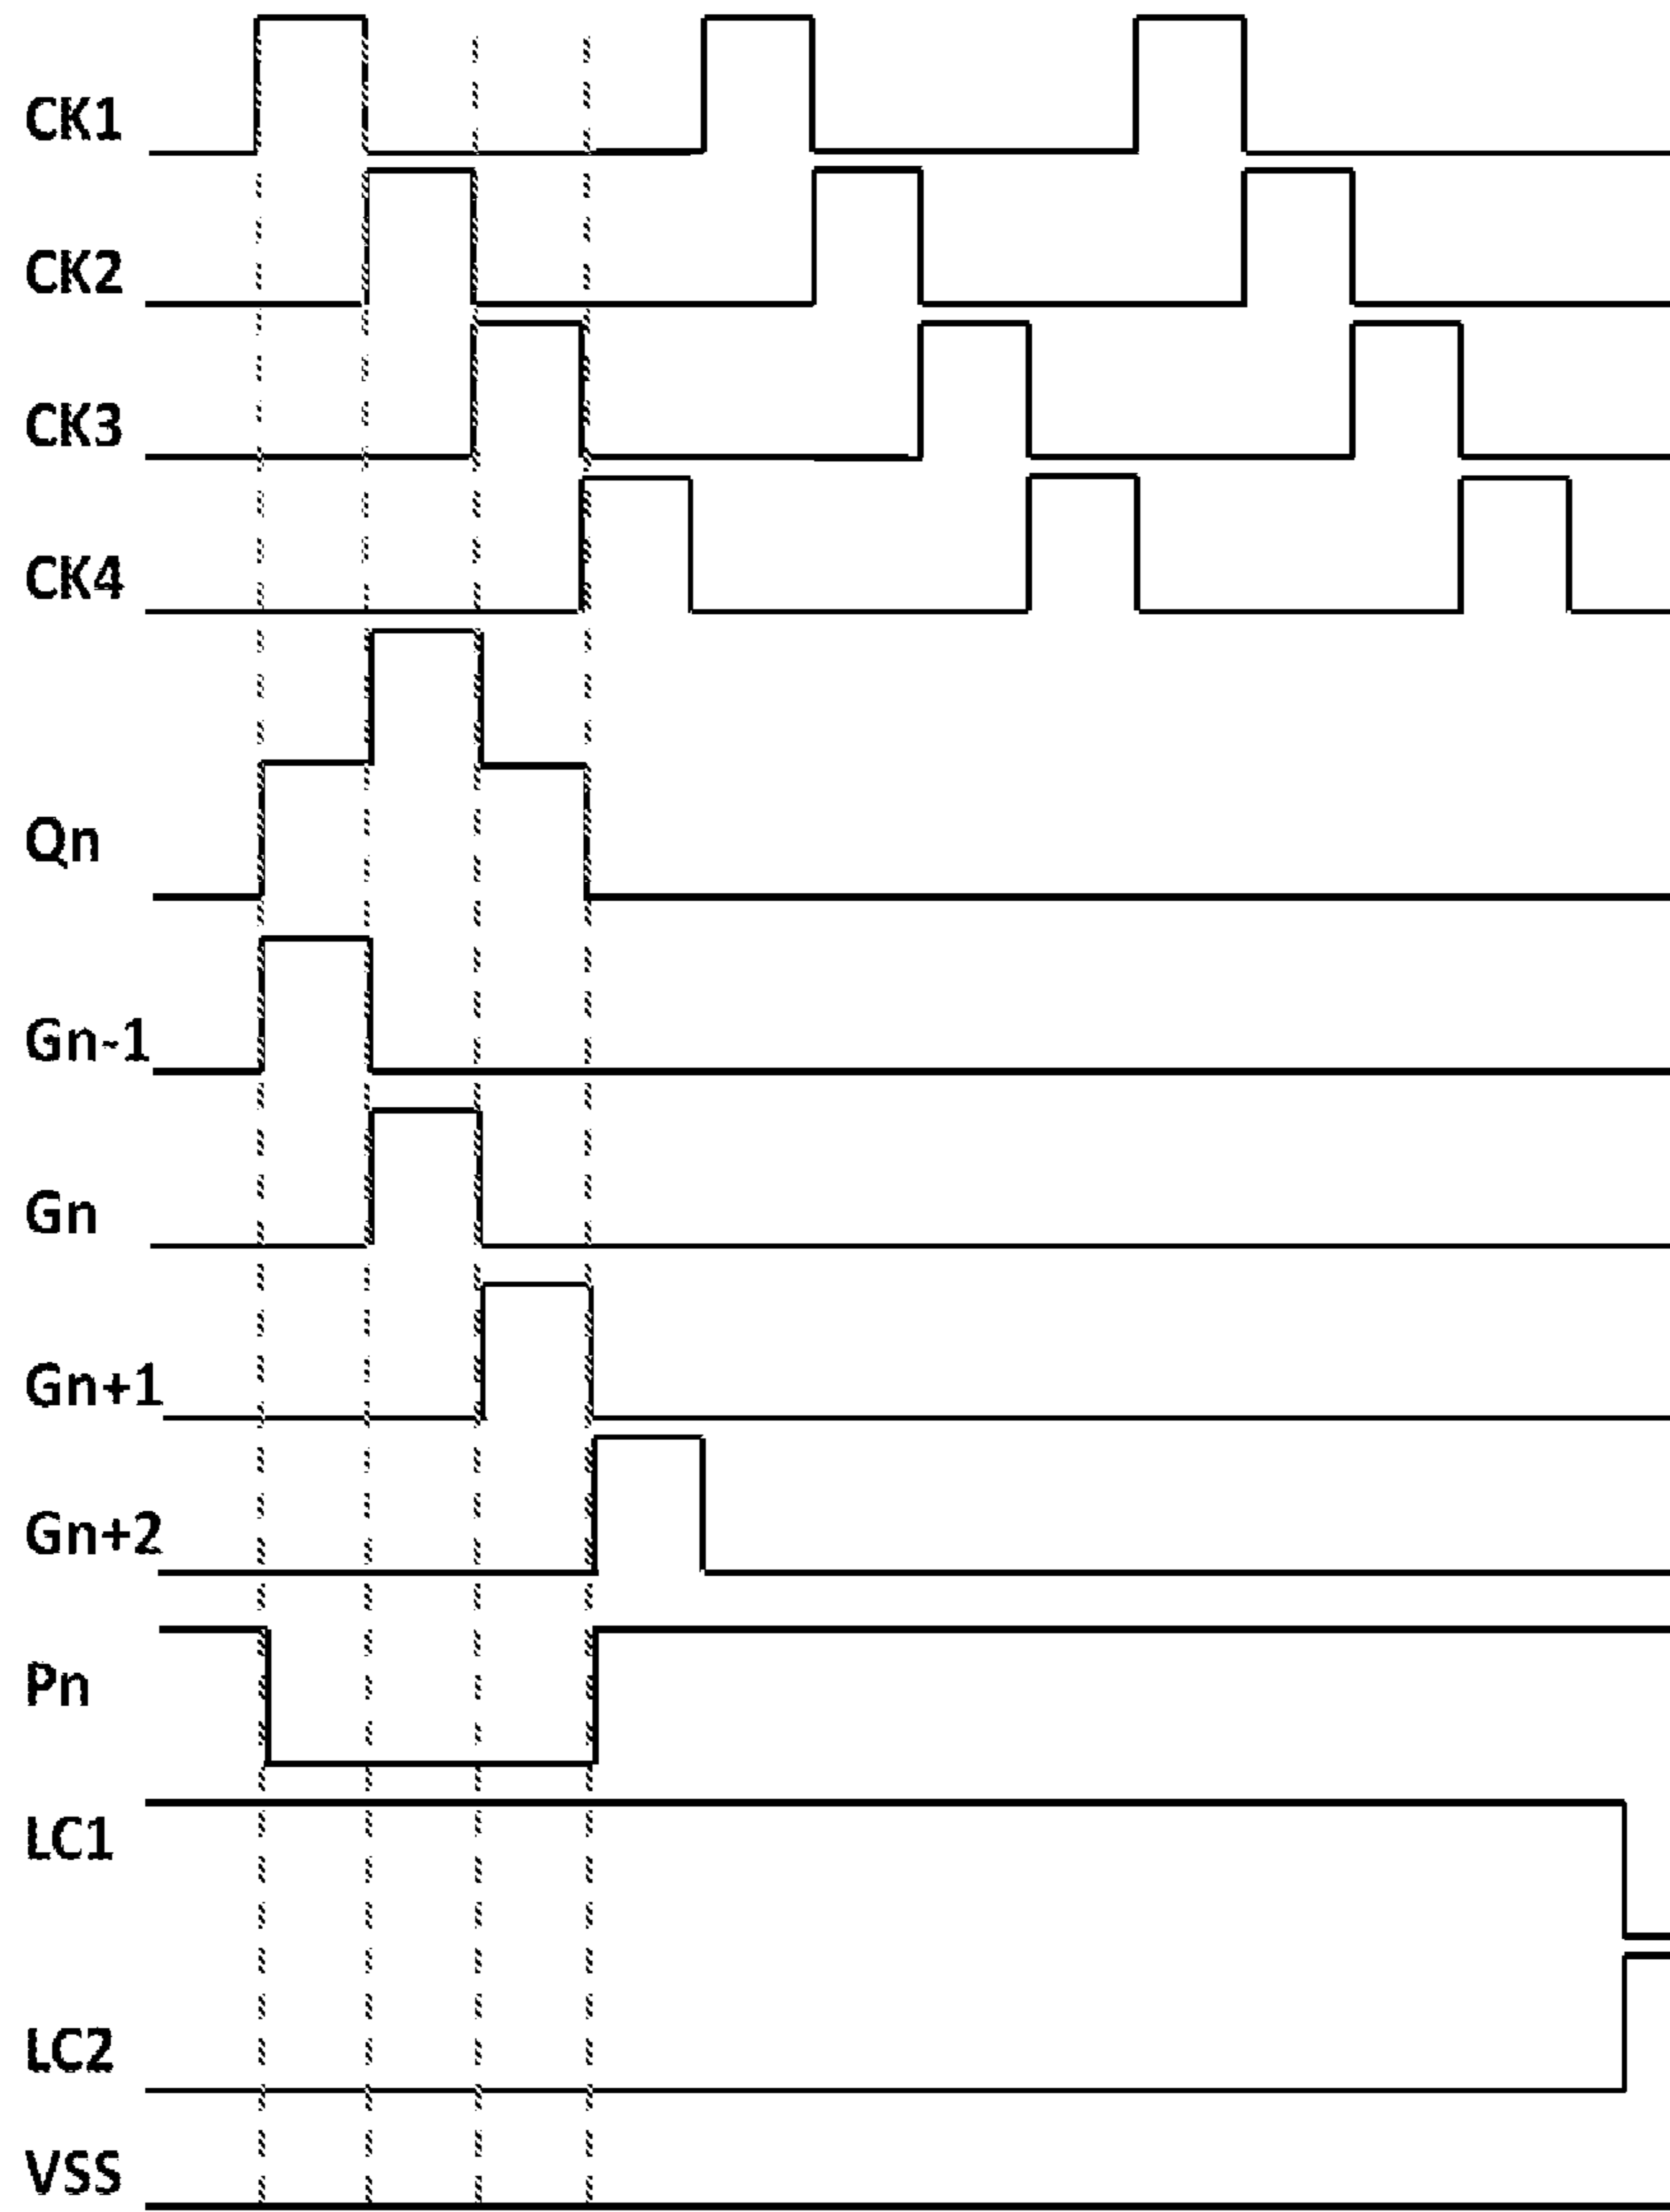 CK1
CK2
CK3
CK4
Qn
Gn-1
Gn
Gn+1
Gn+2
Pn
LC1
LC2
VSS